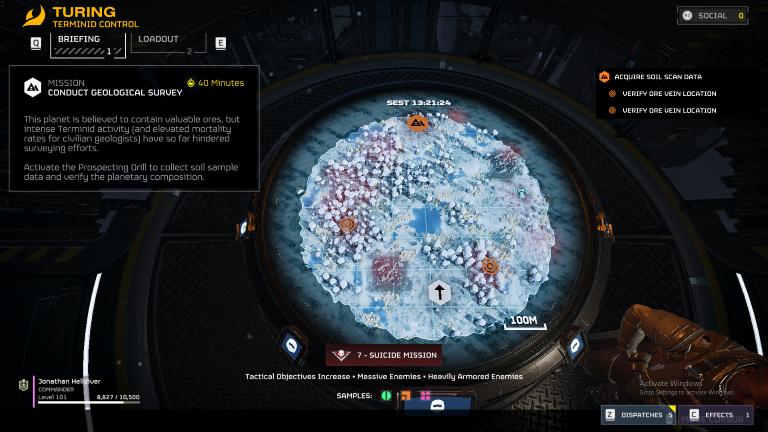 TURING
TERMINID CONTROL
SOCIAL 0
Q
BRIEFING
1
LOADOUT
2
E
MISSION
CONDUCT GEOLOGICAL SURVEY
40 Minutes
This planet is believed to contain valuable ores, but
intense Terminid activity (and elevated mortality
rates for civilian geologists) have so far hindered
surveying efforts.
Activate the Prospecting Drill to collect soil sample
data and verify the planetary composition.
ACQUIRE SOIL SCAN DATA
VERIFY ORE VEIN LOCATION
VERIFY ORE VEIN LOCATION
SEST 13:21:24
100M
7 - SUICIDE MISSION
Tactical Objectives Increase • Massive Enemies • Heavily Armored Enemies
SAMPLES:
Jonathan Helldiver
COMMANDER
Level 101
8,827 / 10,500
Activate Windows
Go to Settings to activate Windows.
Z DISPATCHES 5
C EFFECTS 1
CURSOR